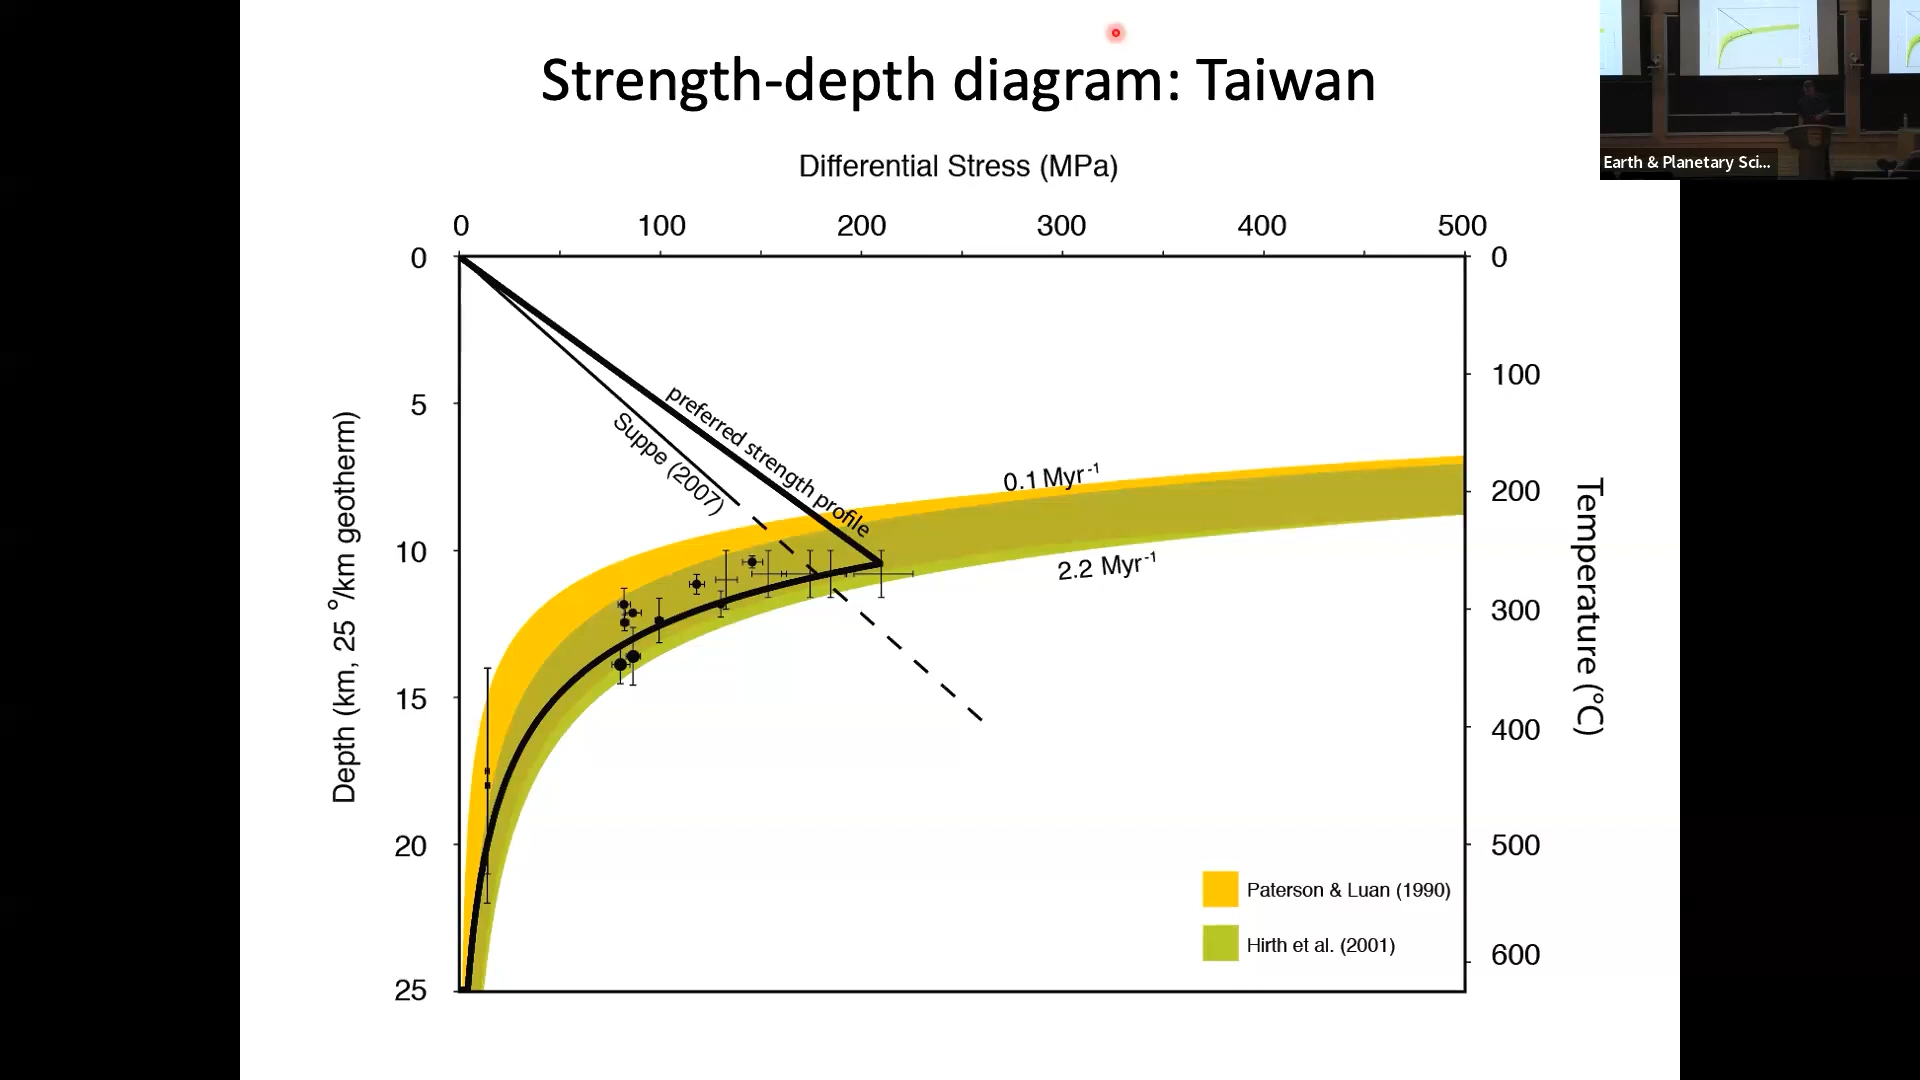 Strength-depth diagram: Taiwan
Earth & Planetary Sci...
Differential Stress (MPa)
0 100 200 300 400 500
0 0
100
5
200
10
300
15
400
20 500
600
25
Depth (km, 25 °/km geotherm)
Temperature (°C)
preferred strength profile
Suppe (2007)
0.1 Myr⁻¹
2.2 Myr⁻¹
Paterson & Luan (1990)
Hirth et al. (2001)